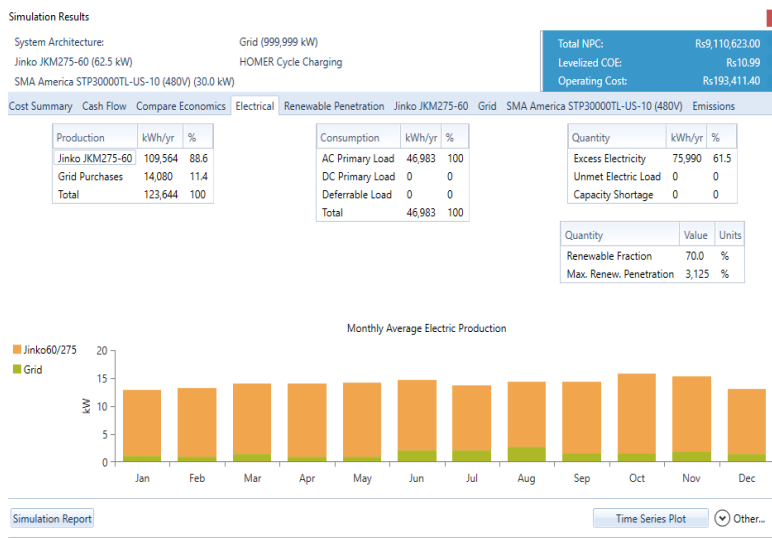 Simulation Results
System Architecture: Grid (999,999 kW) Total NPC: Rs9,110,623.00
Jinko JKM275-60 (62.5 kW) HOMER Cycle Charging Levelized COE: Rs10.99
SMA America STP30000TL-US-10 (480V) (30.0 kW) Operating Cost: Rs193,411.40
Cost Summary Cash Flow Compare Economics Electrical Renewable Penetration Jinko JKM275-60 Grid SMA America STP30000TL-US-10 (480V) Emissions
Production kWh/yr % Consumption kWh/yr % Quantity kWh/yr %
Jinko JKM275-60 109,564 88.6 AC Primary Load 46,983 100 Excess Electricity 75,990 61.5
Grid Purchases 14,080 11.4 DC Primary Load 0 0 Unmet Electric Load 0 0
Total 123,644 100 Deferrable Load 0 0 Capacity Shortage 0 0
Total 46,983 100
Quantity Value Units
Renewable Fraction 70.0 %
Max. Renew. Penetration 3,125 %
Monthly Average Electric Production
Jinko60/275
Grid
kW
20
15
10
5
0
Jan Feb Mar Apr May Jun Jul Aug Sep Oct Nov Dec
Simulation Report Time Series Plot Other...